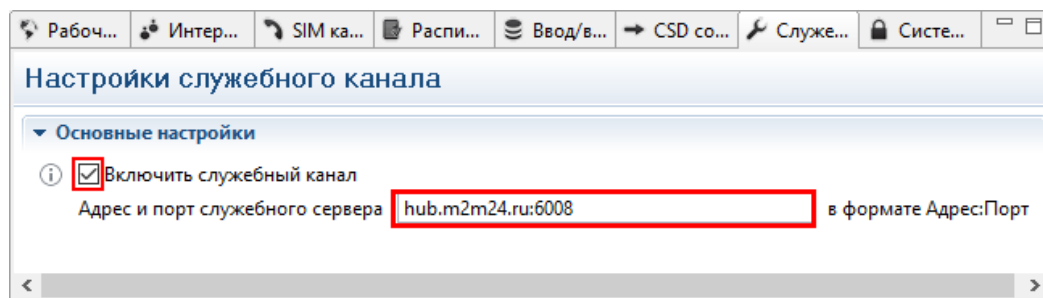 Рабоч... Интер... SIM ка... Распи... Ввод/в... CSD со... Служе... Систе...
Настройки служебного канала
Основные настройки
Включить служебный канал
Адрес и порт служебного сервера hub.m2m24.ru:6008 в формате Адрес:Порт